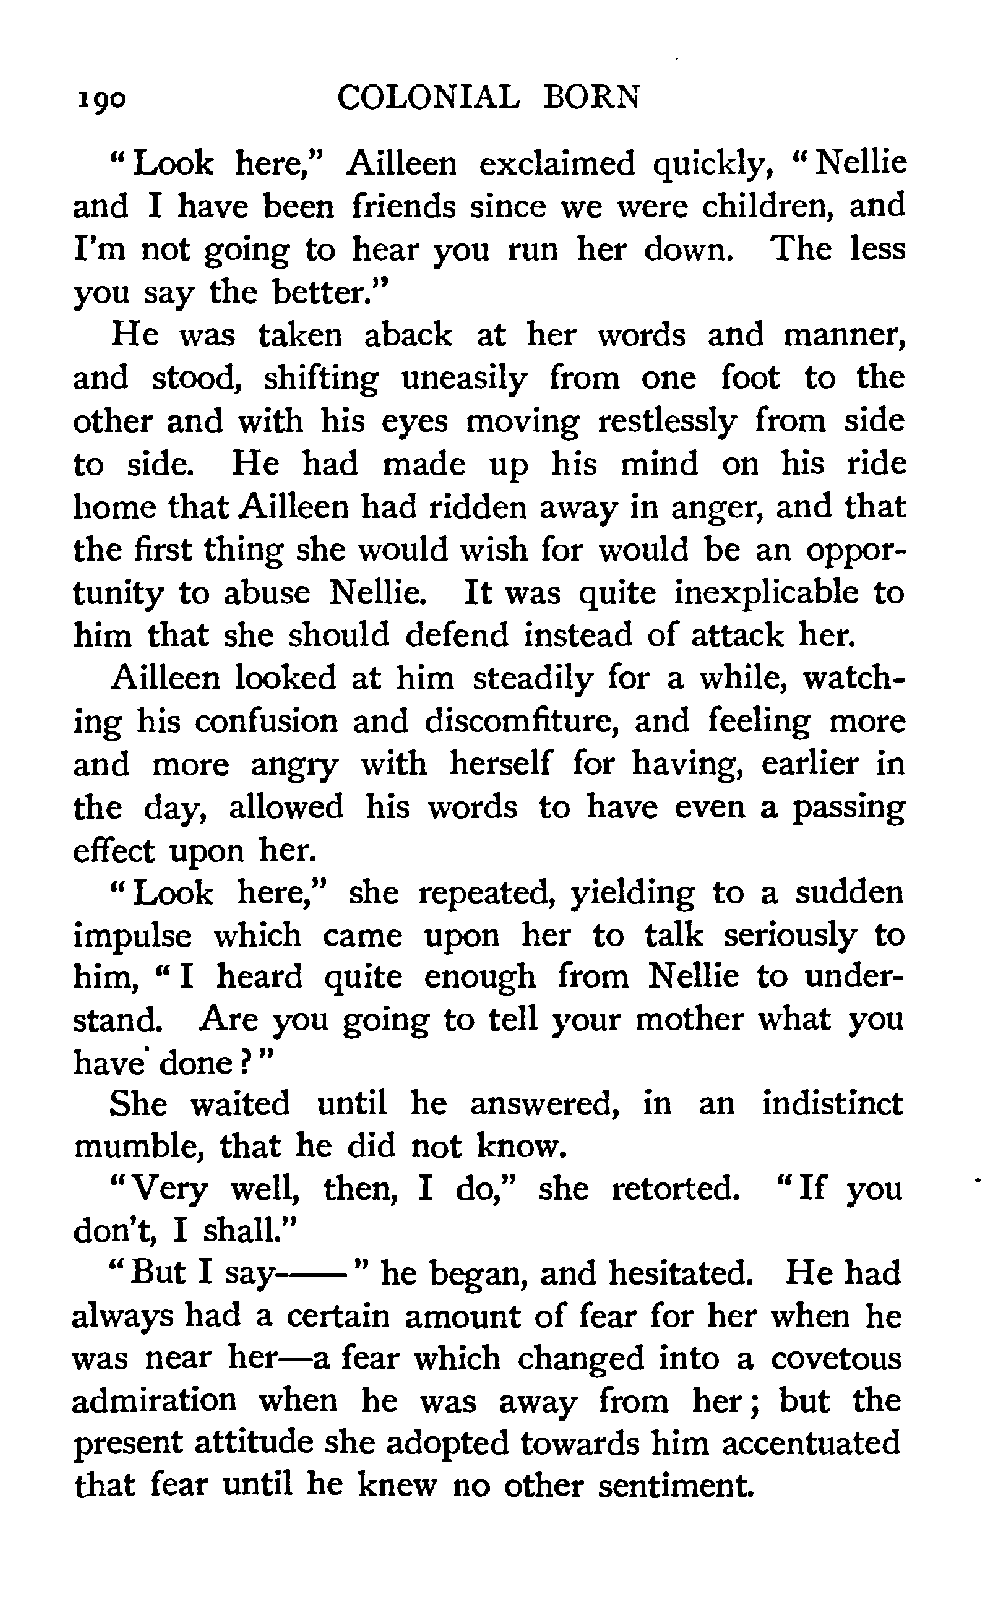 190 COLONIAL BORN
“Look here,” Ailleen exclaimed quickly, “Nellie
and I have been friends since we were children, and
I’m not going to hear you run her down. The less
you say the better.”
He was taken aback at her words and manner,
and stood, shifting uneasily from one foot to the
other and with his eyes moving restlessly from side
to side. He had made up his mind on his ride
home that Ailleen had ridden away in anger, and that
the first thing she would wish for would be an oppor-
tunity to abuse Nellie. It was quite inexplicable to
him that she should defend instead of attack her.
Ailleen looked at him steadily for a while, watch-
ing his confusion and discomfiture, and feeling more
and more angry with herself for having, earlier in
the day, allowed his words to have even a passing
effect upon her.
“Look here,” she repeated, yielding to a sudden
impulse which came upon her to talk seriously to
him, “I heard quite enough from Nellie to under-
stand. Are you going to tell your mother what you
have done?”
She waited until he answered, in an indistinct
mumble, that he did not know.
“Very well, then, I do,” she retorted. “If you
don’t, I shall.”
“But I say——” he began, and hesitated. He had
always had a certain amount of fear for her when he
was near her—a fear which changed into a covetous
admiration when he was away from her; but the
present attitude she adopted towards him accentuated
that fear until he knew no other sentiment.